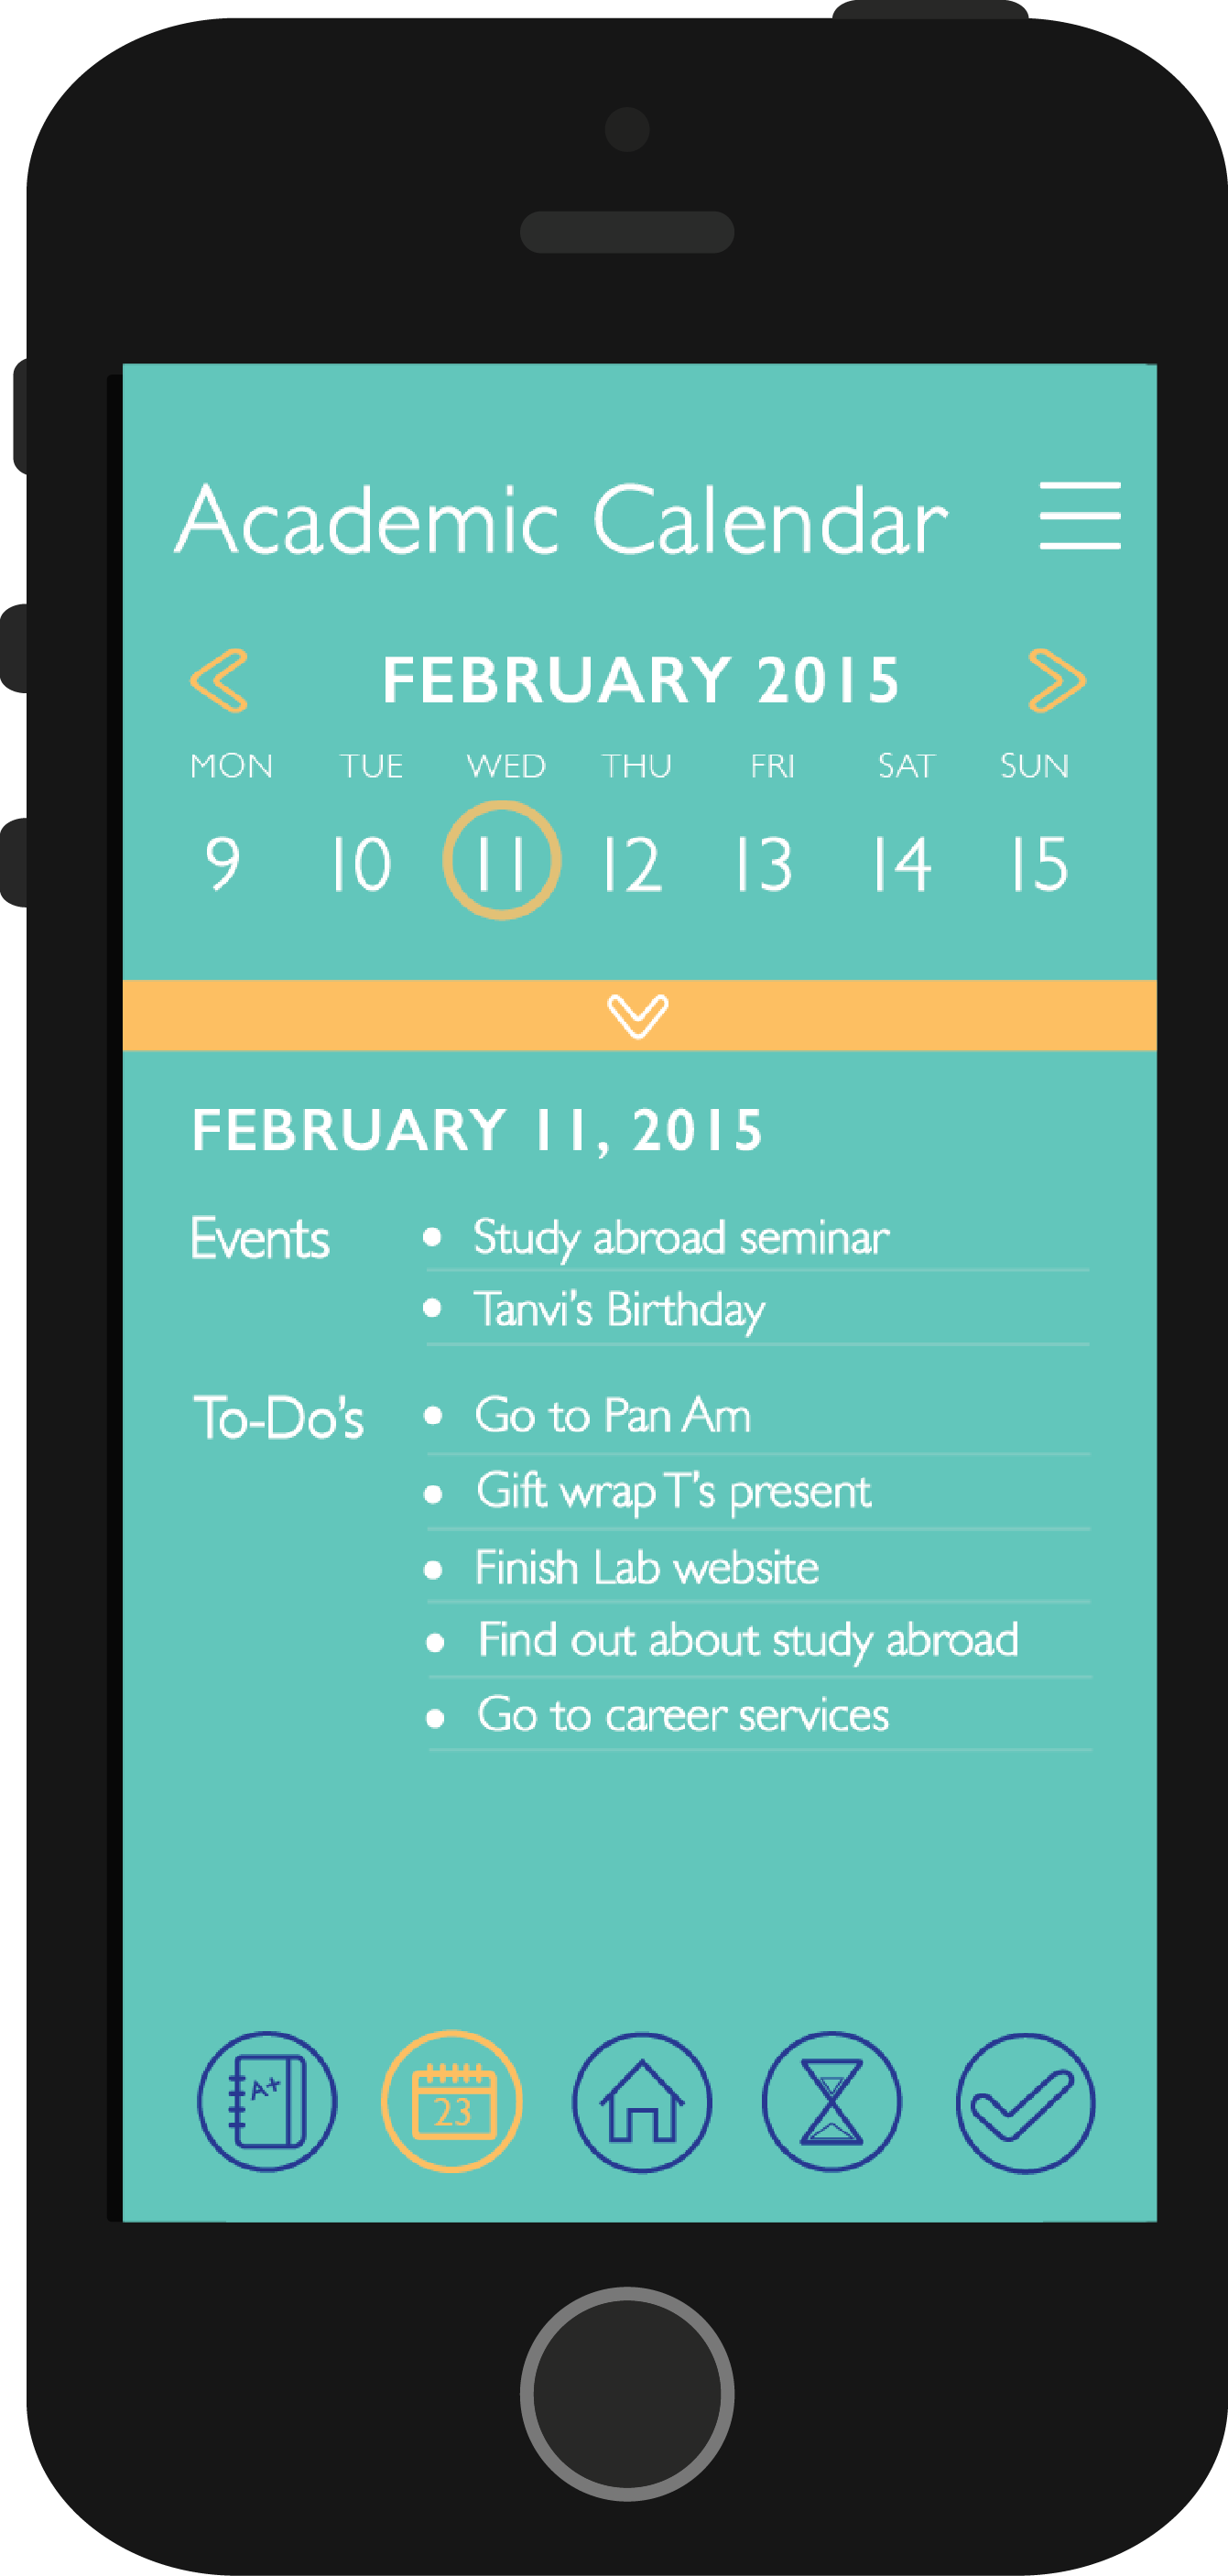 Academic Calendar
FEBRUARY 2015
MON TUE WED THU FRI SAT SUN
9 10 11 12 13 14 15
FEBRUARY 11, 2015
Events
• Study abroad seminar
• Tanvi's Birthday
To-Do's
• Go to Pan Am
• Gift wrap T's present
• Finish Lab website
• Find out about study abroad
• Go to career services
A+
23